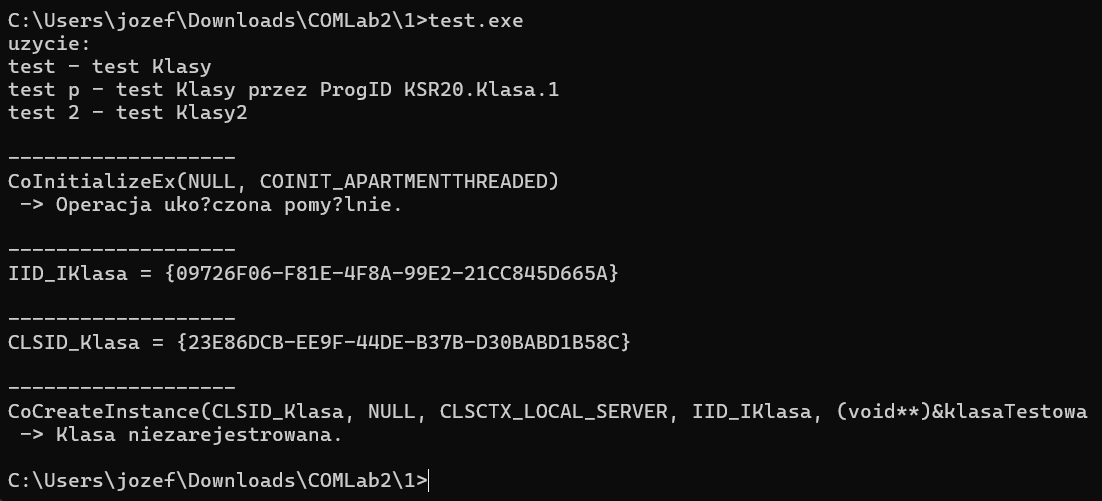 C:\Users\jozef\Downloads\COMLab2\1>test.exe
uzycie:
test - test Klasy
test p - test Klasy przez ProgID KSR20.Klasa.1
test 2 - test Klasy2
-------------------
CoInitializeEx(NULL, COINIT_APARTMENTTHREADED)
 -> Operacja uko?czona pomy?lnie.
-------------------
IID_IKlasa = {09726F06-F81E-4F8A-99E2-21CC845D665A}
-------------------
CLSID_Klasa = {23E86DCB-EE9F-44DE-B37B-D30BABD1B58C}
-------------------
CoCreateInstance(CLSID_Klasa, NULL, CLSCTX_LOCAL_SERVER, IID_IKlasa, (void**)&klasaTestowa
 -> Klasa niezarejestrowana.
C:\Users\jozef\Downloads\COMLab2\1>